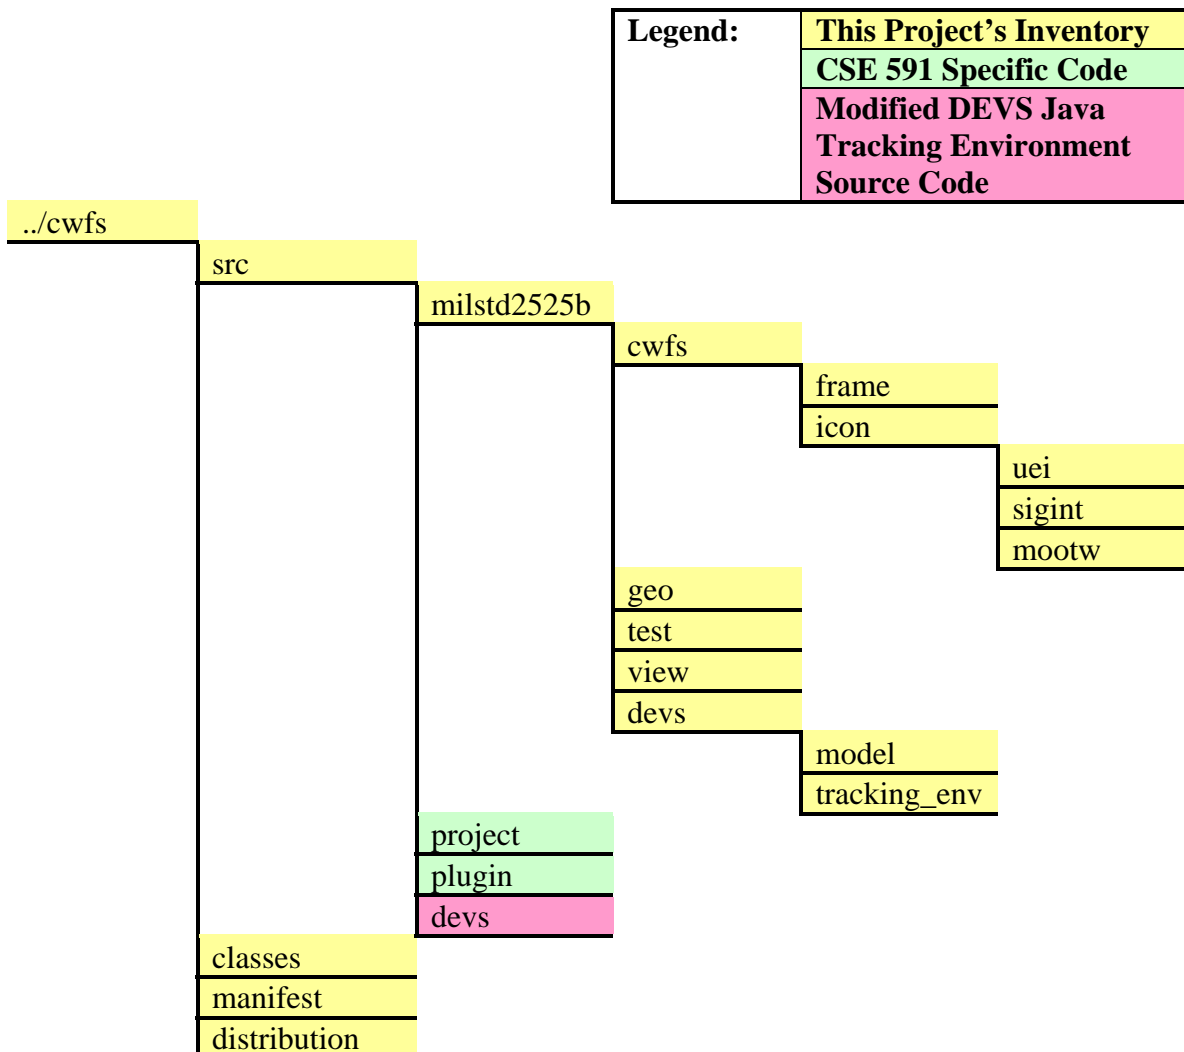 Legend:
This Project's Inventory
CSE 591 Specific Code
Modified DEVS Java
Tracking Environment
Source Code
../cwfs
src
milstd2525b
cwfs
frame
icon
uei
sigint
mootw
geo
test
view
devs
model
tracking_env
project
plugin
devs
classes
manifest
distribution